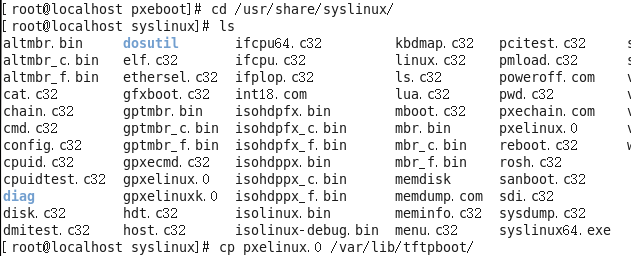 [ root@localhost pxeboot]# cd /usr/share/syslinux/
[ root@localhost syslinux]# ls
altmbr.bin dosutil ifcpu64.c32 kbdmap.c32 pcitest.c32
altmbr_c.bin elf.c32 ifcpu.c32 linux.c32 pmload.c32
altmbr_f.bin ethersel.c32 ifplop.c32 ls.c32 poweroff.com
cat.c32 gfxboot.c32 int18.com lua.c32 pwd.c32
chain.c32 gptmbr.bin isohdpfx.bin mboot.c32 pxechain.com
cmd.c32 gptmbr_c.bin isohdpfx_c.bin mbr.bin pxelinux.0
config.c32 gptmbr_f.bin isohdpfx_f.bin mbr_c.bin reboot.c32
cpuid.c32 gpxecmd.c32 isohdppx.bin mbr_f.bin rosh.c32
cpuidtest.c32 gpxelinux.0 isohdppx_c.bin memdisk sanboot.c32
diag gpxelinuxk.0 isohdppx_f.bin memdump.com sdi.c32
disk.c32 hdt.c32 isolinux.bin meminfo.c32 sysdump.c32
dmitest.c32 host.c32 isolinux-debug.bin menu.c32 syslinux64.exe
[ root@localhost syslinux]# cp pxelinux.0 /var/lib/tftpboot/